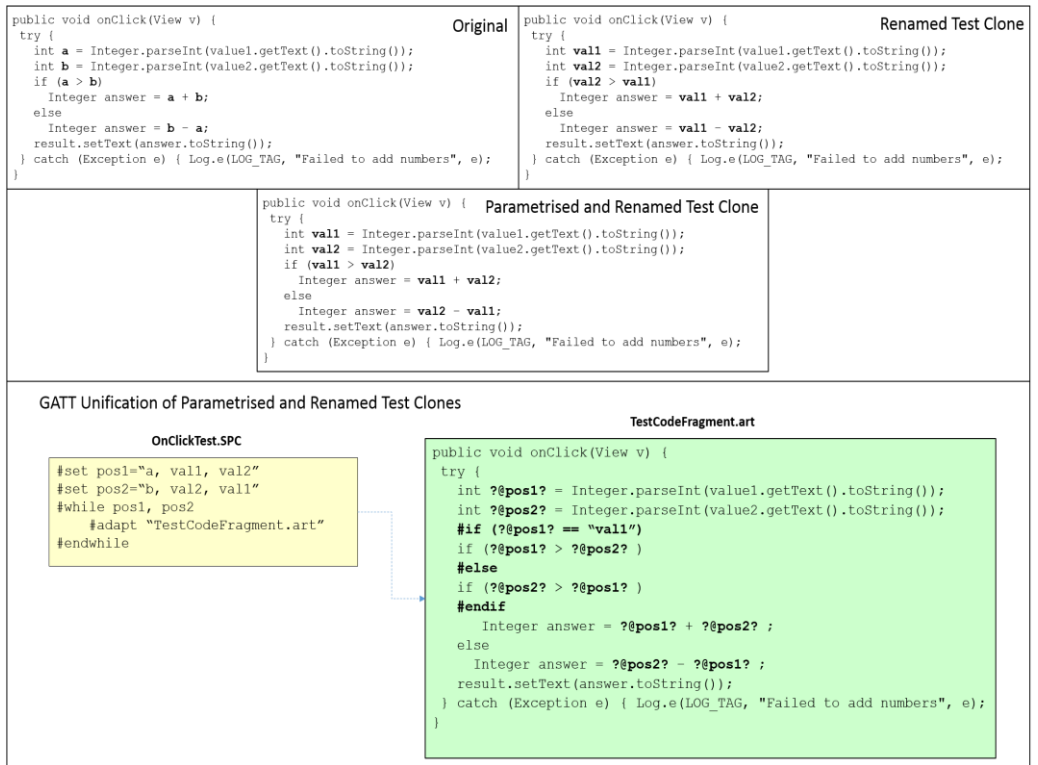 Original
public void onClick(View v) {
try {
int a = Integer.parseInt(value1.getText().toString());
int b = Integer.parseInt(value2.getText().toString());
if (a > b)
Integer answer = a + b;
else
Integer answer = b - a;
result.setText(answer.toString());
} catch (Exception e) { Log.e(LOG_TAG, "Failed to add numbers", e);
}
Renamed Test Clone
public void onClick(View v) {
try {
int val1 = Integer.parseInt(value1.getText().toString());
int val2 = Integer.parseInt(value2.getText().toString());
if (val2 > val1)
Integer answer = val1 + val2;
else
Integer answer = val1 - val2;
result.setText(answer.toString());
} catch (Exception e) { Log.e(LOG_TAG, "Failed to add numbers", e);
}
Parametrised and Renamed Test Clone
public void onClick(View v) {
try {
int val1 = Integer.parseInt(value1.getText().toString());
int val2 = Integer.parseInt(value2.getText().toString());
if (val1 > val2)
Integer answer = val1 + val2;
else
Integer answer = val2 - val1;
result.setText(answer.toString());
} catch (Exception e) { Log.e(LOG_TAG, "Failed to add numbers", e);
}
GATT Unification of Parametrised and Renamed Test Clones
OnClickTest.SPC
#set pos1=“a, val1, val2”
#set pos2=“b, val2, val1”
#while pos1, pos2
#adapt “TestCodeFragment.art”
#endwhile
TestCodeFragment.art
public void onClick(View v) {
try {
int ?@pos1? = Integer.parseInt(value1.getText().toString());
int ?@pos2? = Integer.parseInt(value2.getText().toString());
#if (?@pos1? == “val1”)
if (?@pos1? > ?@pos2? )
#else
if (?@pos2? > ?@pos1? )
#endif
Integer answer = ?@pos1? + ?@pos2? ;
else
Integer answer = ?@pos2? - ?@pos1? ;
result.setText(answer.toString());
} catch (Exception e) { Log.e(LOG_TAG, "Failed to add numbers", e);
}